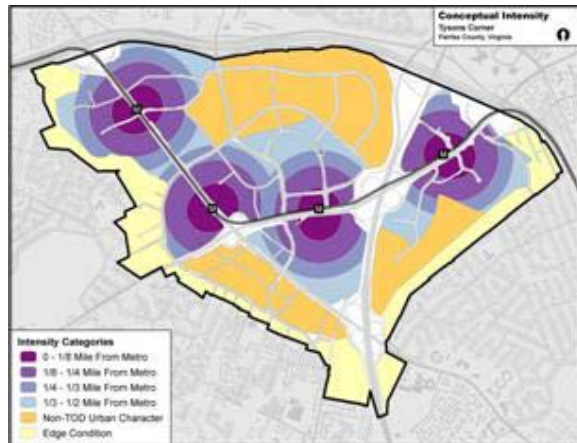 Conceptual Intensity
Tysons Corner
Fairfax County, Virginia
M
M
M
M
Intensity Categories
0 - 1/8 Mile From Metro
1/8 - 1/4 Mile From Metro
1/4 - 1/3 Mile From Metro
1/3 - 1/2 Mile From Metro
Non-TOD Urban Character
Edge Condition